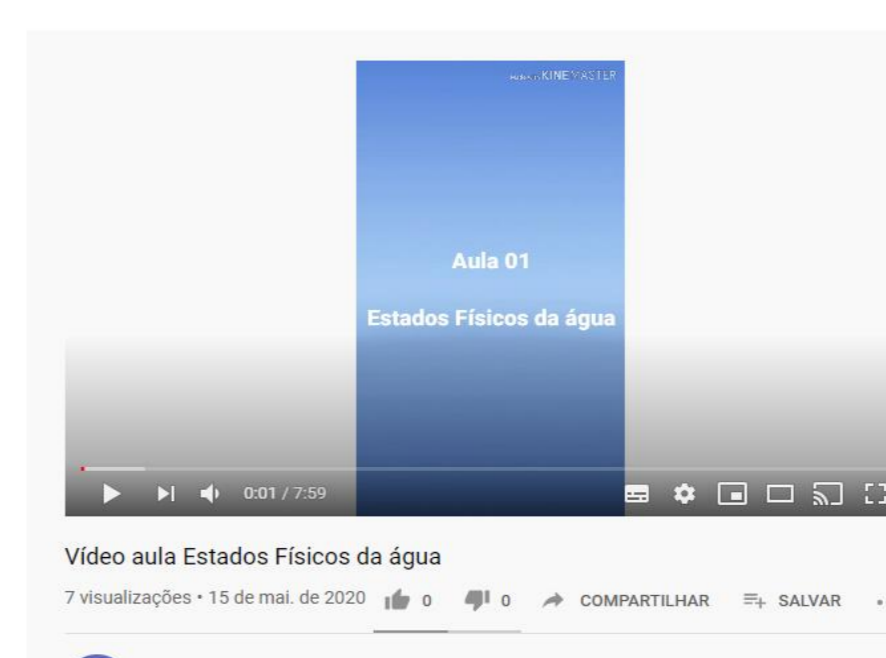 KINEMASTER
Aula 01
Estados Físicos da água
0:01 / 7:59
Vídeo aula Estados Físicos da água
7 visualizações • 15 de mai. de 2020 0 0 COMPARTILHAR SALVAR